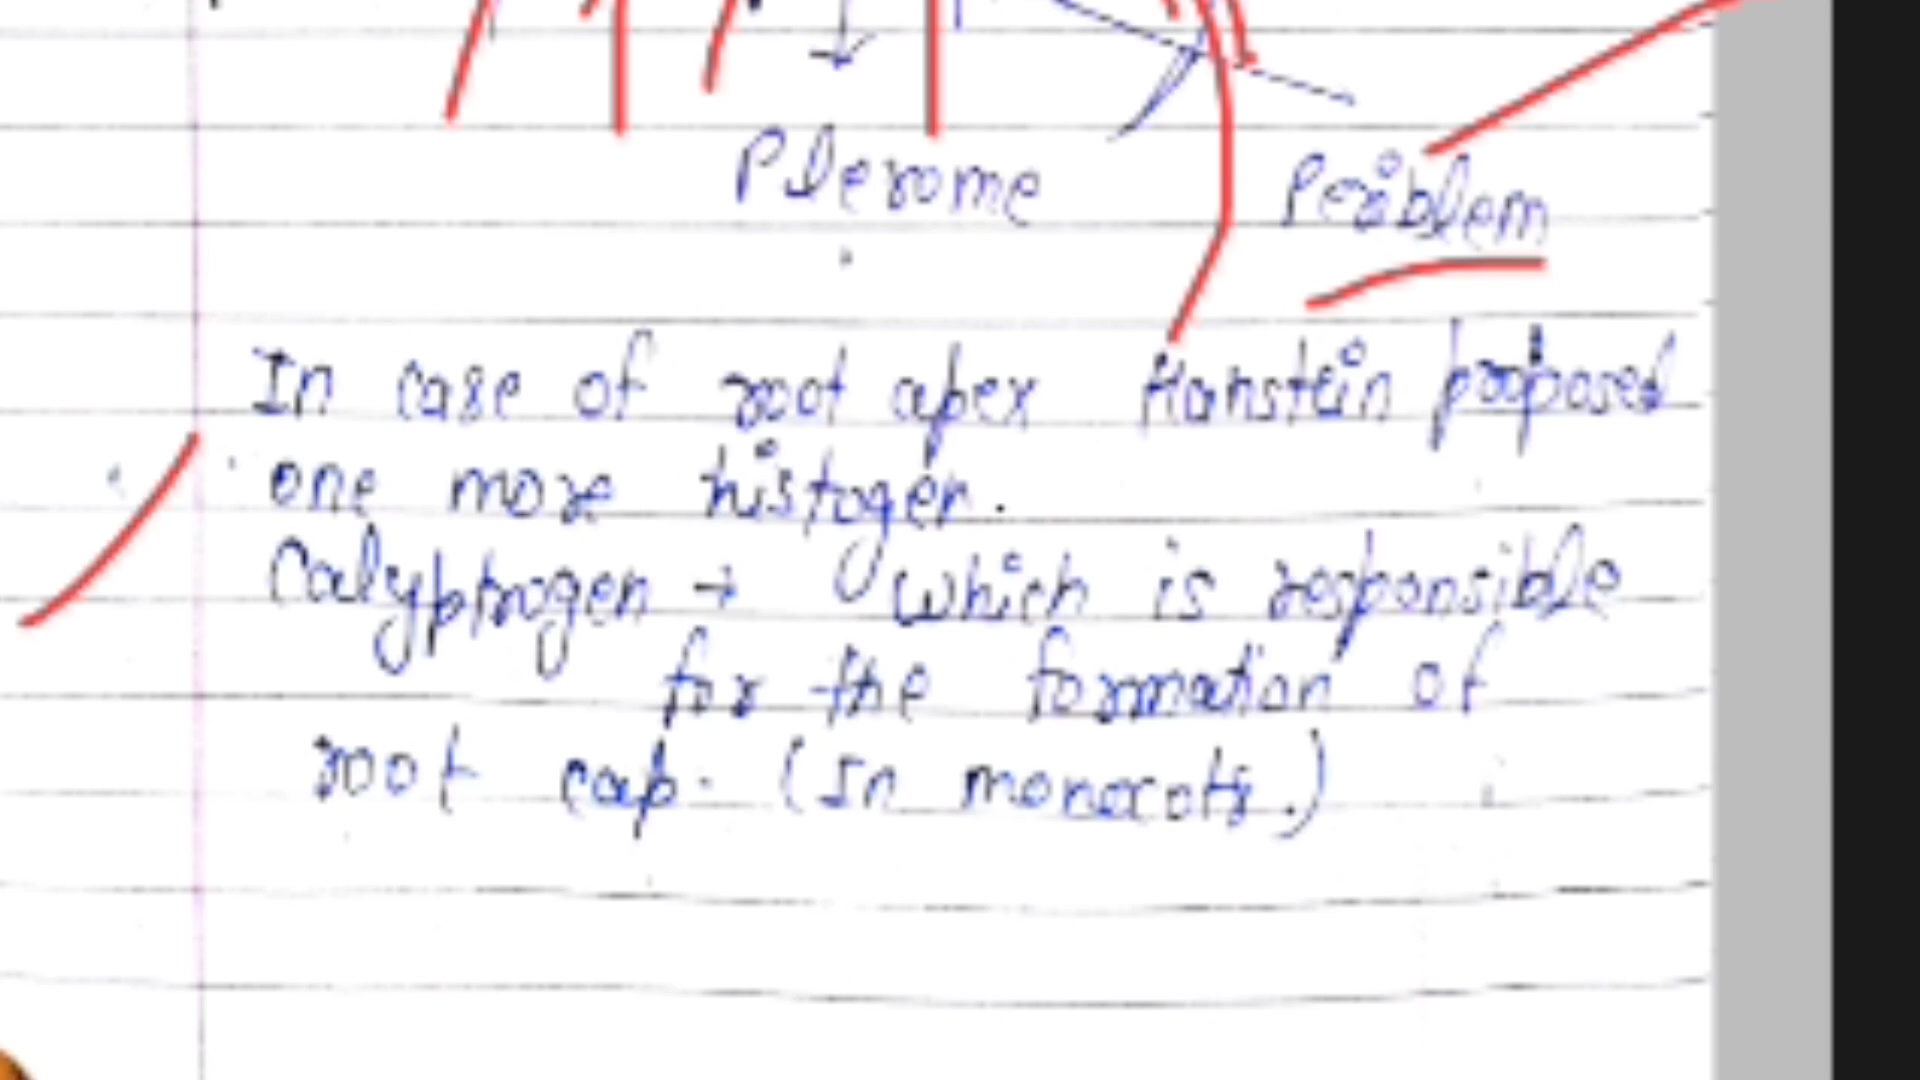 Plerome
Periblem
In case of root apex Hanstein proposed
one more histogen.
Calyptrogen → which is responsible
for the formation of
root cap. (In monocots.)